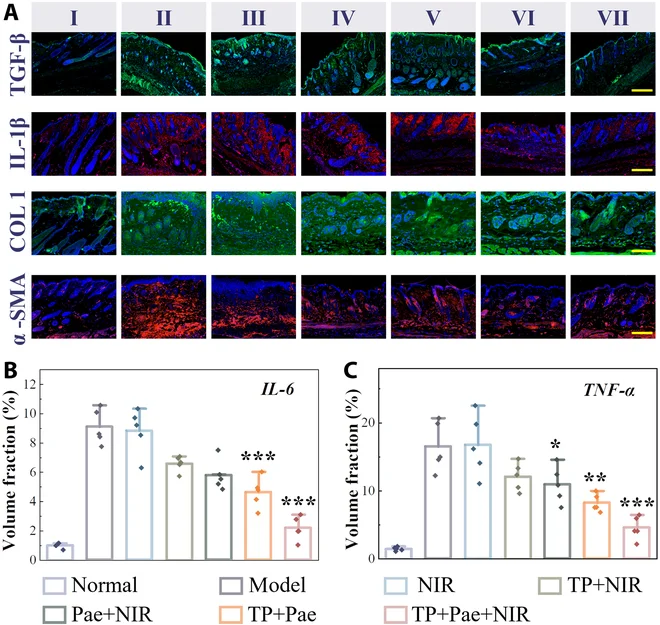 A
I II III IV V VI VII
TGF-β
IL-1β
COL 1
α-SMA
B
IL-6
Volume fraction (%)
12
10
8
6
4
2
0
***
***
C
TNF-α
Volume fraction (%)
20
10
0
*
**
***
Normal Model NIR TP+NIR
Pae+NIR TP+Pae TP+Pae+NIR